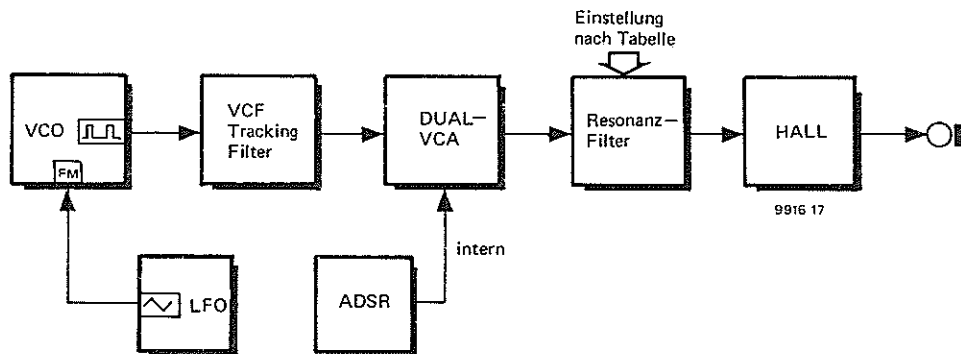 Einstellung
nach Tabelle
VCO
FM
VCF
Tracking
Filter
DUAL–
VCA
Resonanz–
Filter
HALL
9916 17
intern
LFO
ADSR